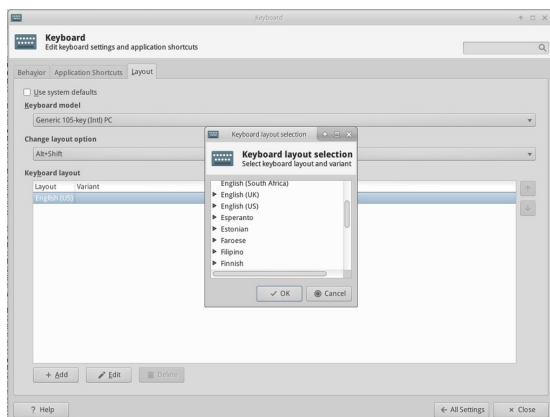 Keyboard
Keyboard
Edit keyboard settings and application shortcuts
Behavior Application Shortcuts Layout
Use system defaults
Keyboard model
Generic 105-key (Intl) PC
Change layout option
Alt+Shift
Keyboard layout
Layout Variant
English (US)
Keyboard layout selection
Keyboard layout selection
Select keyboard layout and variant
English (South Africa)
English (UK)
English (US)
Esperanto
Estonian
Faroese
Filipino
Finnish
OK Cancel
+ Add Edit Delete
? Help All Settings Close